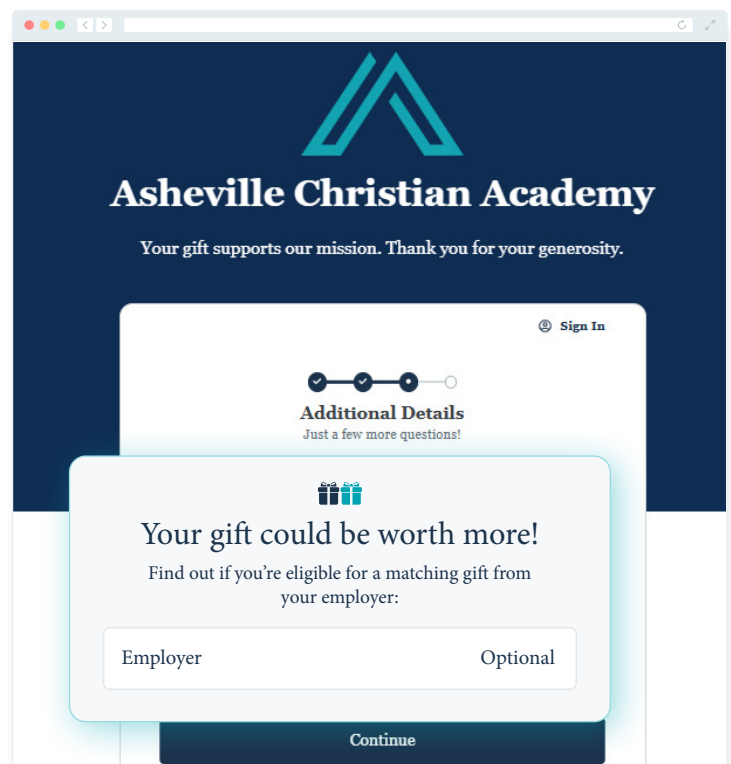 Asheville Christian Academy
Your gift supports our mission. Thank you for your generosity.
Sign In
Additional Details
Just a few more questions!
Your gift could be worth more!
Find out if you’re eligible for a matching gift from
your employer:
Employer Optional
Continue